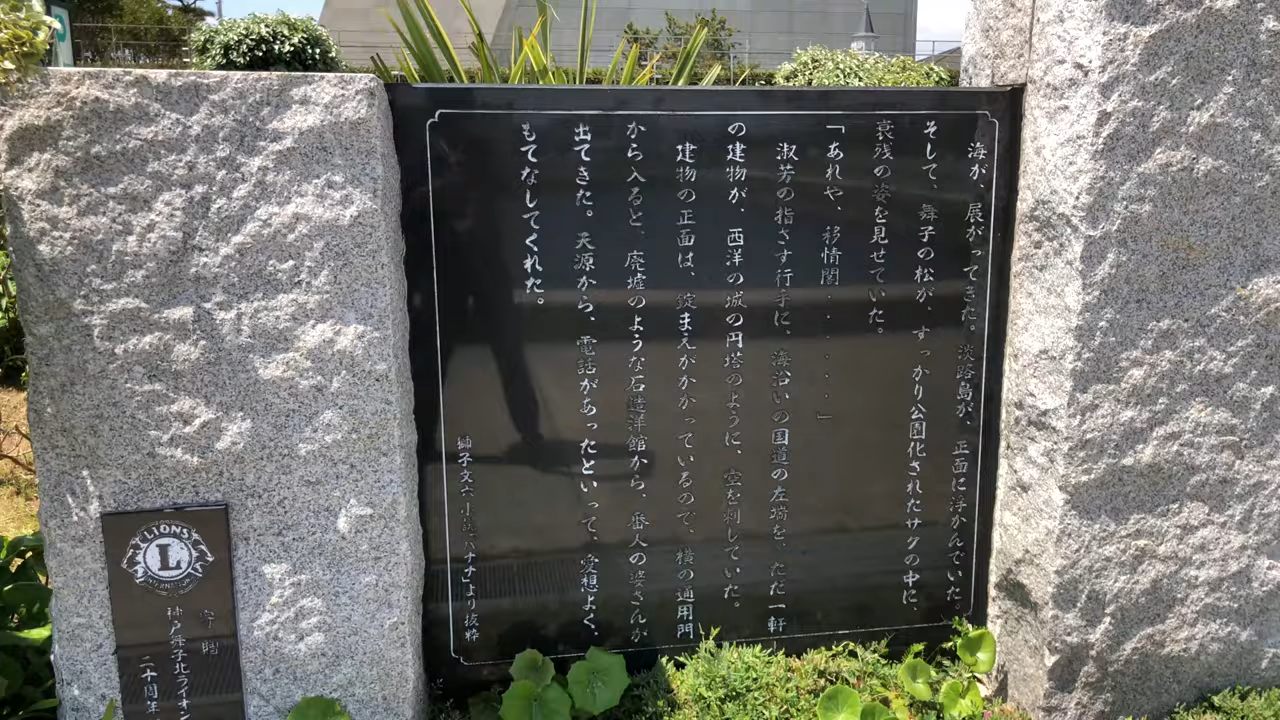 海が、展がってきた。淡路島が、正面に浮かんでいた。
そして、舞子の松が、すっかり公園化されたサクの中に、
衰残の姿を見せていた。
「あれや、移情閣・・・・・・」
淑芳の指さす行手に、海沿いの国道の左端を、ただ一軒
の建物が、西洋の城の円塔のように、空を刺していた。
建物の正面は、錠まえがかかっているので、横の通用門
から入ると、廃墟のような石造洋館から、番人の婆さんが
出てきた。天源から、電話があったといって、愛想よく、
もてなしてくれた。
獅子文六 小説「バナナ」より抜粋
LIONS
L
INTERNATIONAL
寄贈
神戸舞子北ライオン
二十周年